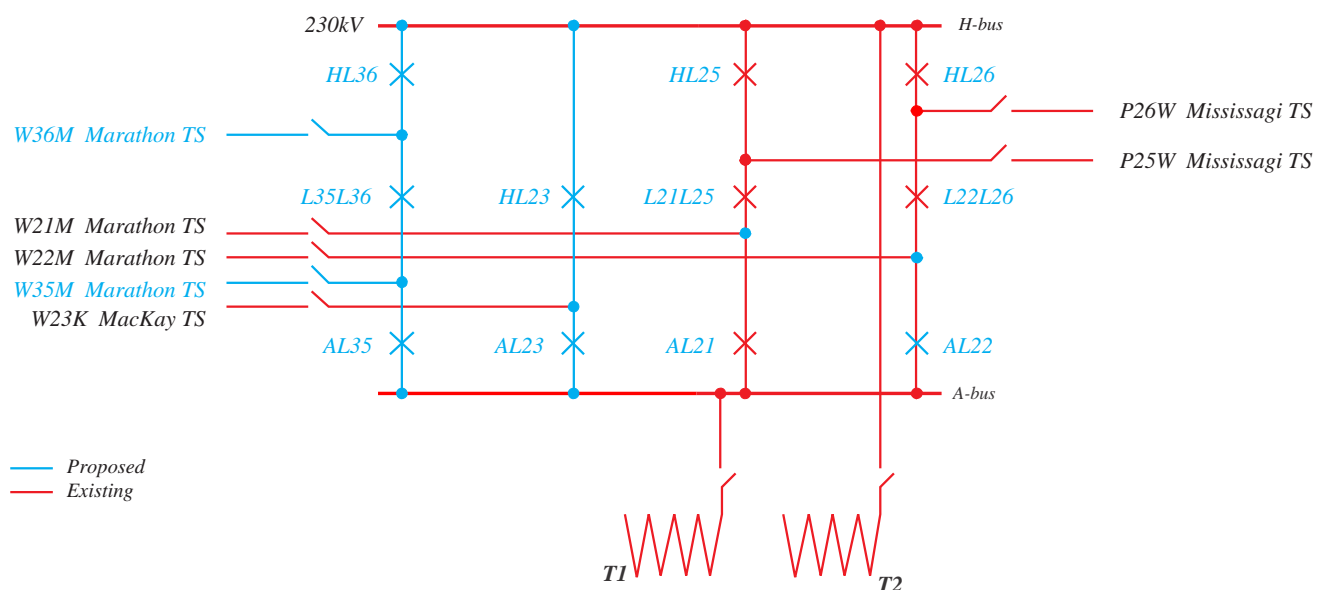 230kV
H-bus
HL36
HL25
HL26
P26W Mississagi TS
W36M Marathon TS
P25W Mississagi TS
L35L36
HL23
L21L25
L22L26
W21M Marathon TS
W22M Marathon TS
W35M Marathon TS
W23K MacKay TS
AL35
AL23
AL21
AL22
A-bus
Proposed
Existing
T1
T2